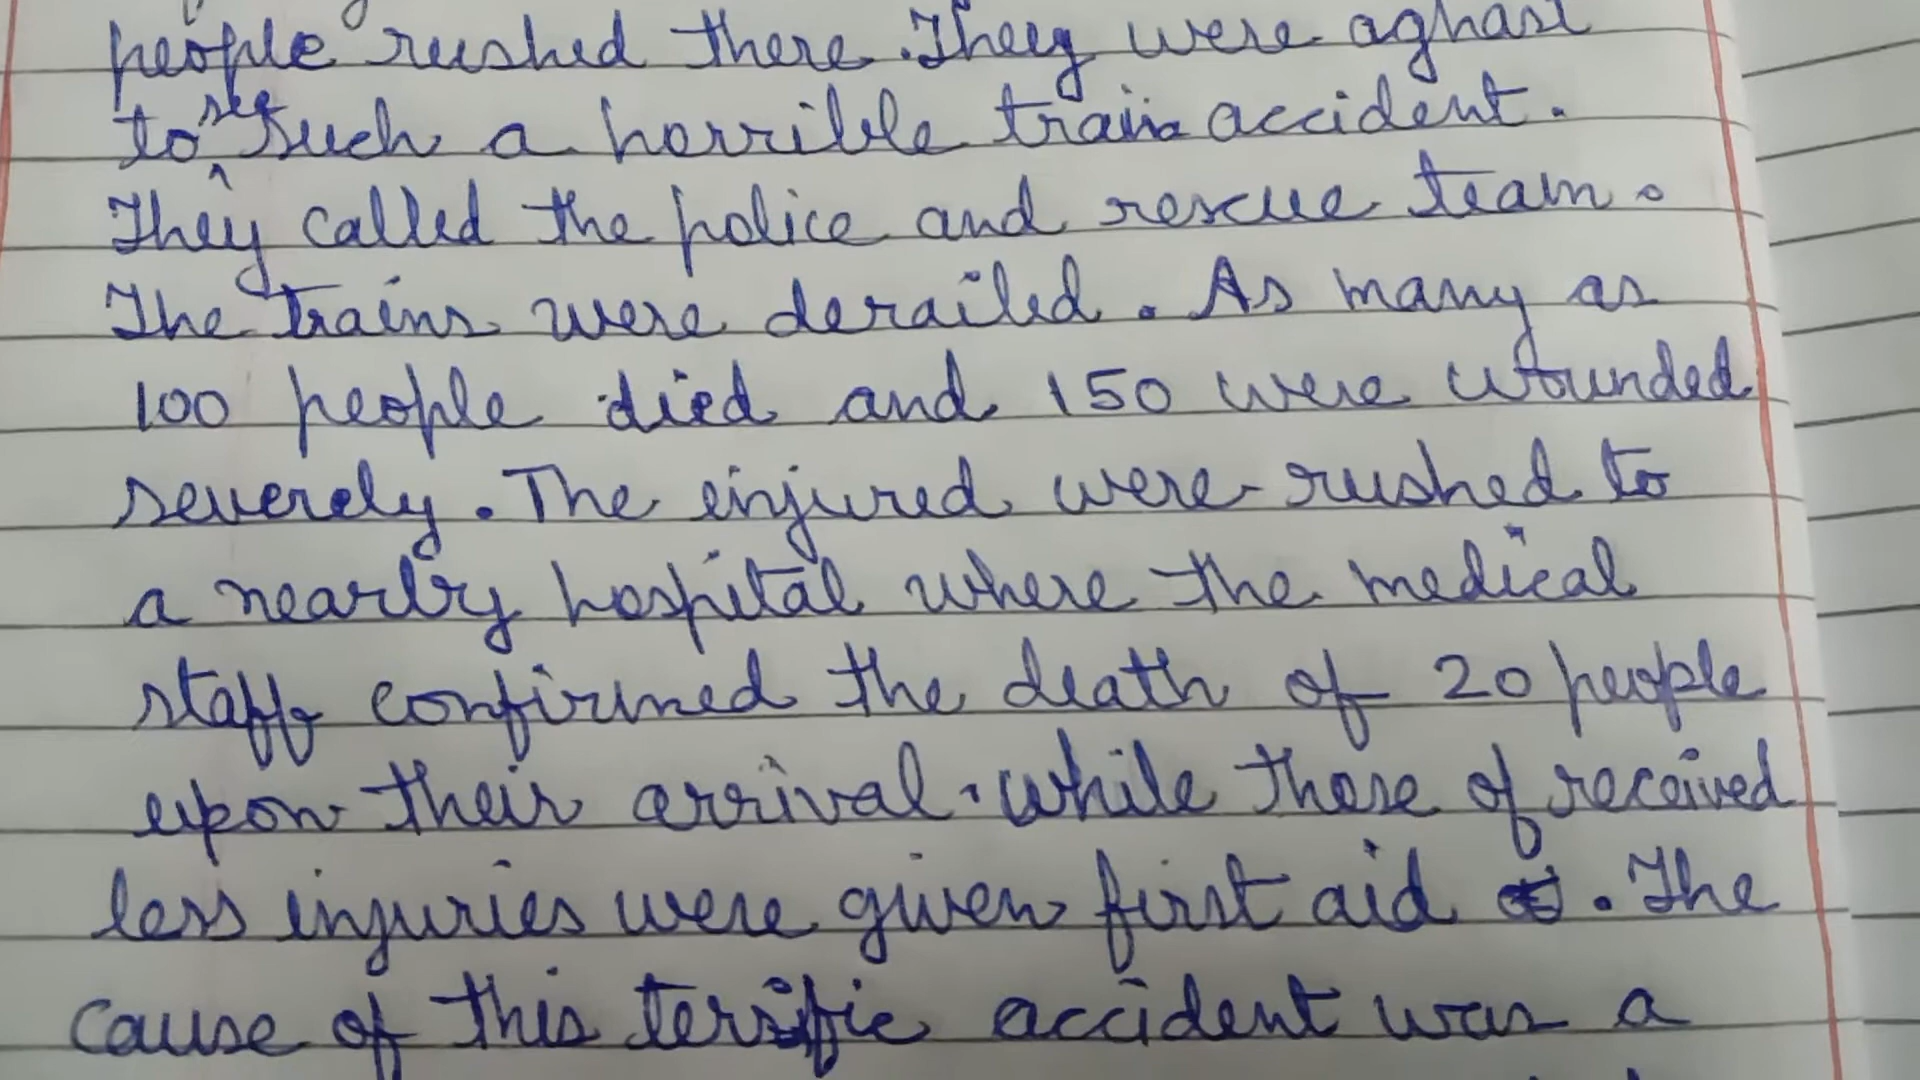 people rushed there. They were aghast
to see such a horrible train accident.
They called the police and rescue team.
The trains were derailed. As many as
100 people died and 150 were wounded
severely. The injured were rushed to
a nearby hospital where the medical
staff confirmed the death of 20 people
upon their arrival. while those of received
less injuries were given first aid. The
cause of this terrific accident was a